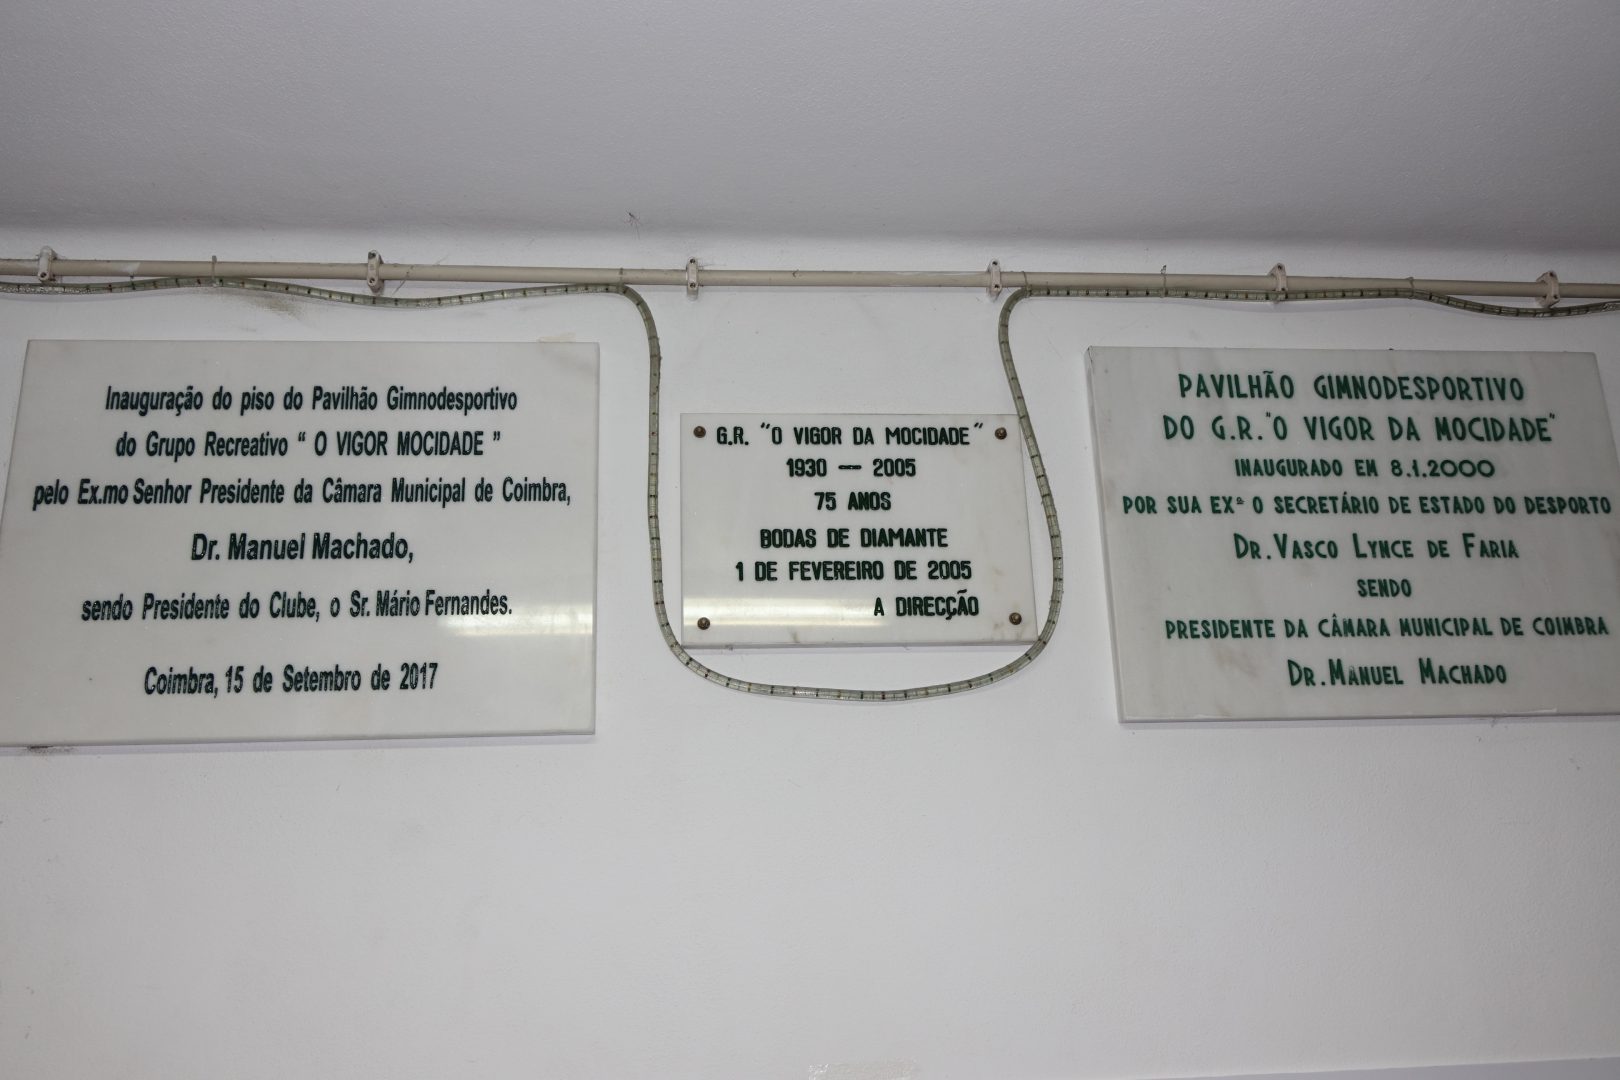 Inauguração do piso do Pavilhão Gimnodesportivo
do Grupo Recreativo “ O VIGOR MOCIDADE ”
pelo Ex.mo Senhor Presidente da Câmara Municipal de Coimbra,
Dr. Manuel Machado,
sendo Presidente do Clube, o Sr. Mário Fernandes.
Coimbra, 15 de Setembro de 2017
G.R. "O VIGOR DA MOCIDADE"
1930 — 2005
75 ANOS
BODAS DE DIAMANTE
1 DE FEVEREIRO DE 2005
A DIRECÇÃO
PAVILHÃO GIMNODESPORTIVO
DO G.R."O VIGOR DA MOCIDADE"
INAUGURADO EM 8.1.2000
POR SUA EXª O SECRETÁRIO DE ESTADO DO DESPORTO
DR. VASCO LYNCE DE FARIA
SENDO
PRESIDENTE DA CÂMARA MUNICIPAL DE COIMBRA
DR. MANUEL MACHADO